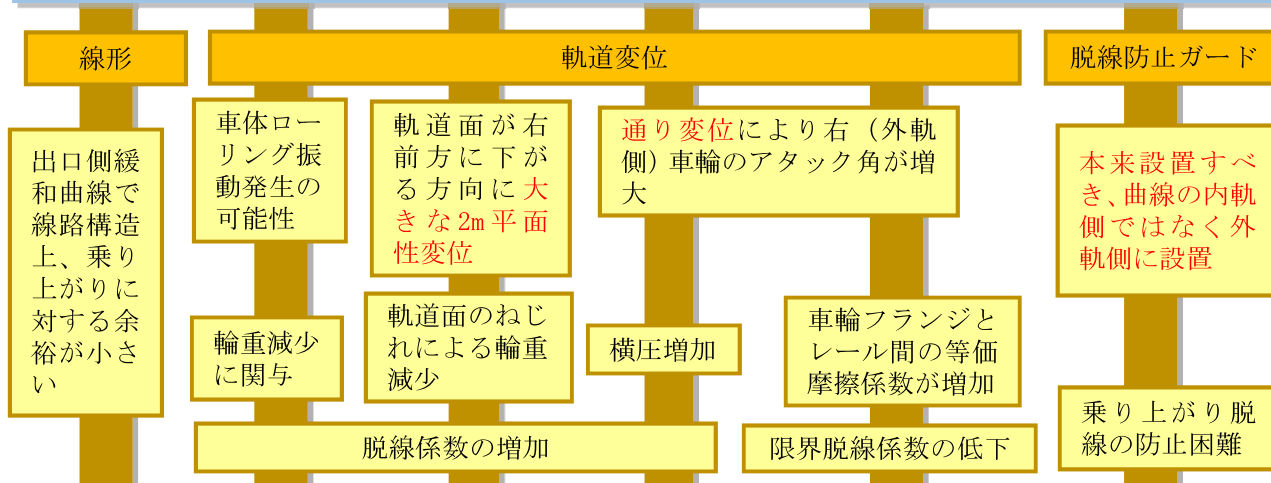 線形
軌道変位
脱線防止ガード
出口側緩
和曲線で
線路構造
上、乗り
上がりに
対する余
裕が小さ
い
車体ロー
リング振
動発生の
可能性
輪重減少
に関与
軌道面が右
前方に下が
る方向に大
きな2m平面
性変位
軌道面のねじ
れによる輪重
減少
通り変位により右（外軌
側）車輪のアタック角が増
大
横圧増加
車輪フランジと
レール間の等価
摩擦係数が増加
脱線係数の増加
限界脱線係数の低下
本来設置すべ
き、曲線の内軌
側ではなく外
軌側に設置
乗り上がり脱
線の防止困難